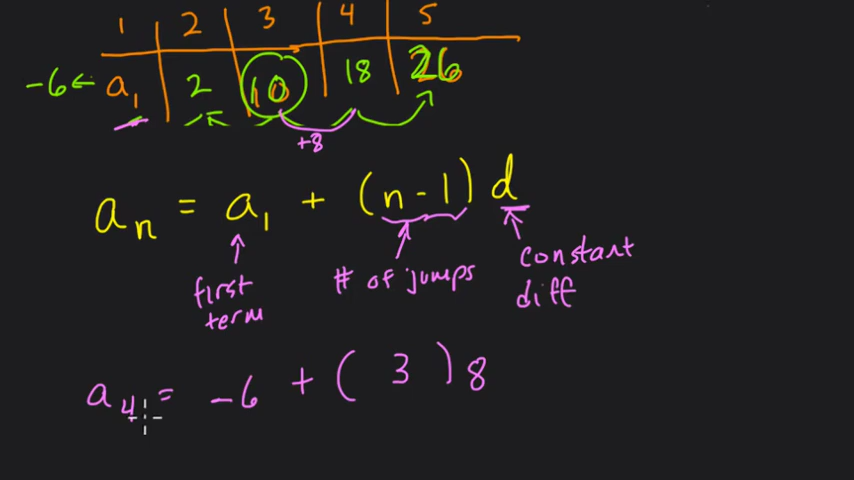 1 2 3 4 5
-6 ← a₁ 2 10 18 26
+8
aₙ = a₁ + (n-1) d
first term
# of jumps
constant diff
a₄ = -6 + ( 3 ) 8